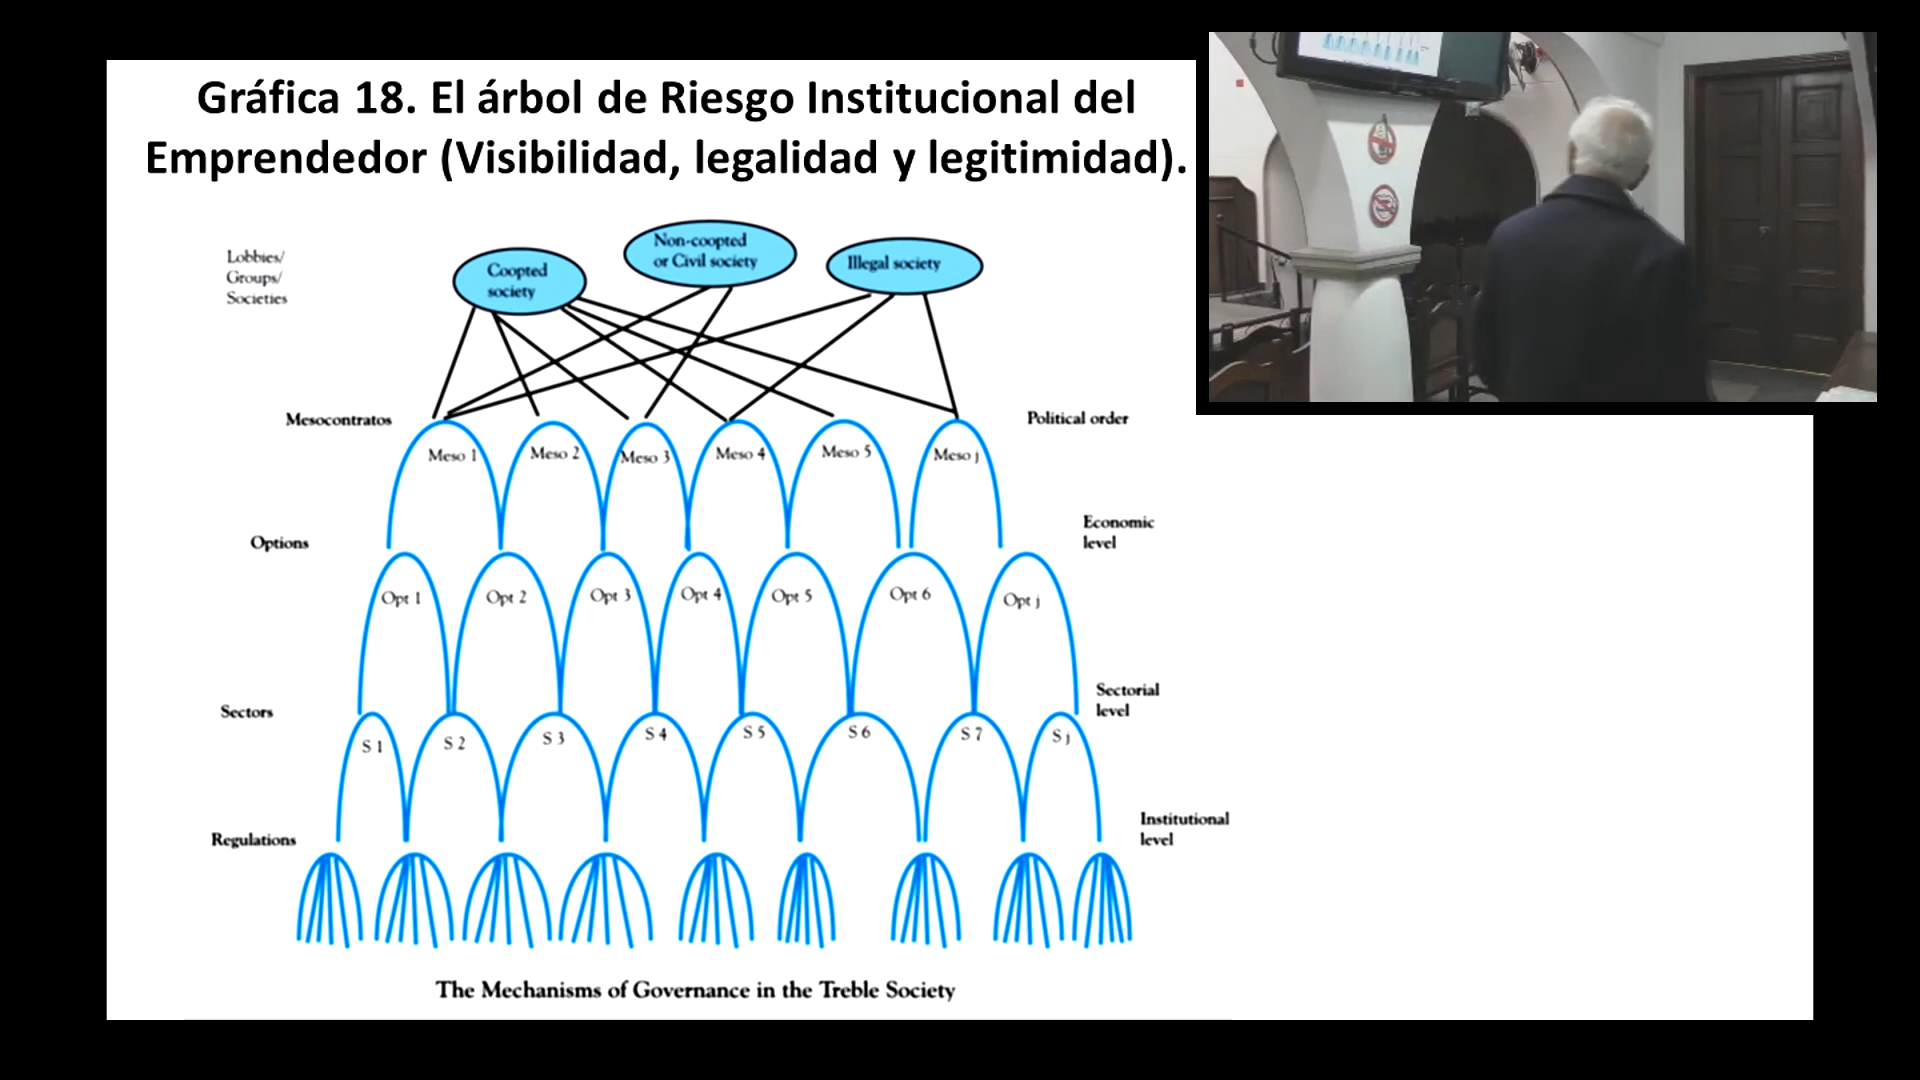 Gráfica 18. El árbol de Riesgo Institucional del
Emprendedor (Visibilidad, legalidad y legitimidad).
Lobbies/
Groups/
Societies
Coopted
society
Non-coopted
or Civil society
Illegal society
Mesocontratos
Political order
Meso 1
Meso 2
Meso 3
Meso 4
Meso 5
Meso j
Options
Economic
level
Opt 1
Opt 2
Opt 3
Opt 4
Opt 5
Opt 6
Opt j
Sectors
Sectorial
level
S 1
S 2
S 3
S 4
S 5
S 6
S 7
S j
Regulations
Institutional
level
The Mechanisms of Governance in the Treble Society